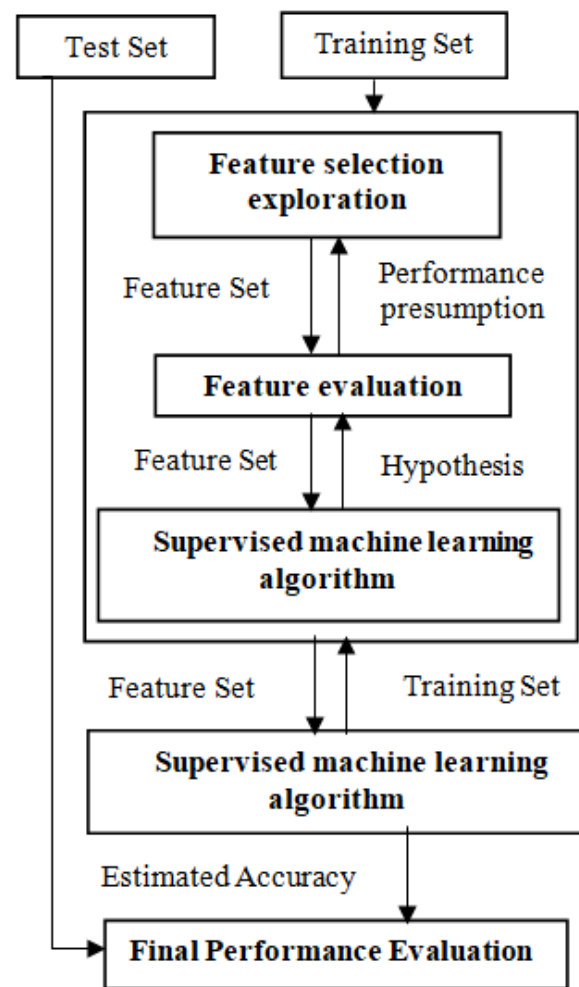 Test Set
Training Set
Feature selection
exploration
Feature Set
Performance
presumption
Feature evaluation
Feature Set
Hypothesis
Supervised machine learning
algorithm
Feature Set
Training Set
Supervised machine learning
algorithm
Estimated Accuracy
Final Performance Evaluation